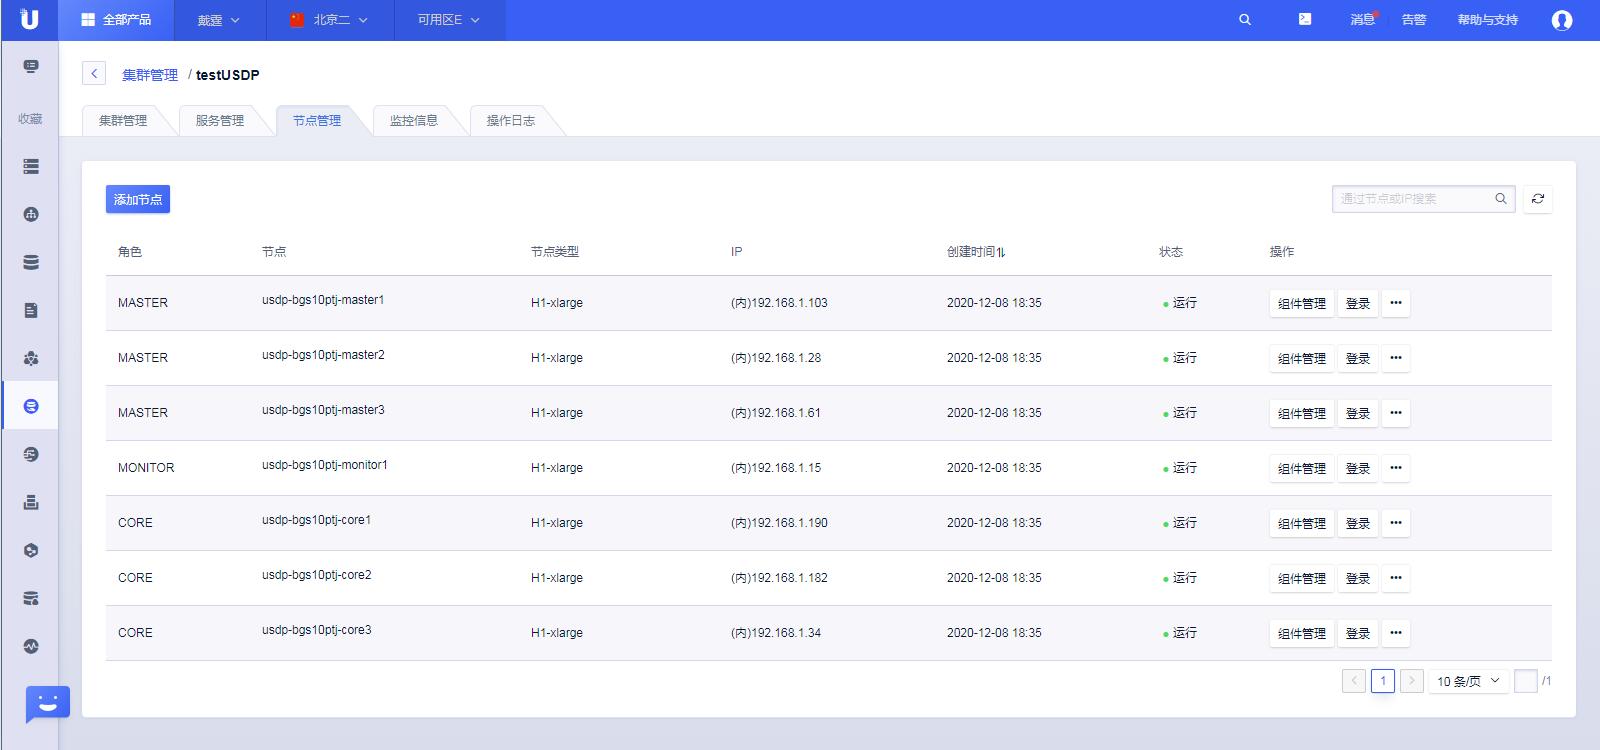 全部产品 戴霆 北京二 可用区E 消息 告警 帮助与支持
收藏
集群管理 / testUSDP
集群管理 服务管理 节点管理 监控信息 操作日志
添加节点 通过节点或IP搜索
角色 节点 节点类型 IP 创建时间 状态 操作
MASTER usdp-bgs10ptj-master1 H1-xlarge (内)192.168.1.103 2020-12-08 18:35 运行 组件管理 登录 •••
MASTER usdp-bgs10ptj-master2 H1-xlarge (内)192.168.1.28 2020-12-08 18:35 运行 组件管理 登录 •••
MASTER usdp-bgs10ptj-master3 H1-xlarge (内)192.168.1.61 2020-12-08 18:35 运行 组件管理 登录 •••
MONITOR usdp-bgs10ptj-monitor1 H1-xlarge (内)192.168.1.15 2020-12-08 18:35 运行 组件管理 登录 •••
CORE usdp-bgs10ptj-core1 H1-xlarge (内)192.168.1.190 2020-12-08 18:35 运行 组件管理 登录 •••
CORE usdp-bgs10ptj-core2 H1-xlarge (内)192.168.1.182 2020-12-08 18:35 运行 组件管理 登录 •••
CORE usdp-bgs10ptj-core3 H1-xlarge (内)192.168.1.34 2020-12-08 18:35 运行 组件管理 登录 •••
1 10 条/页 /1